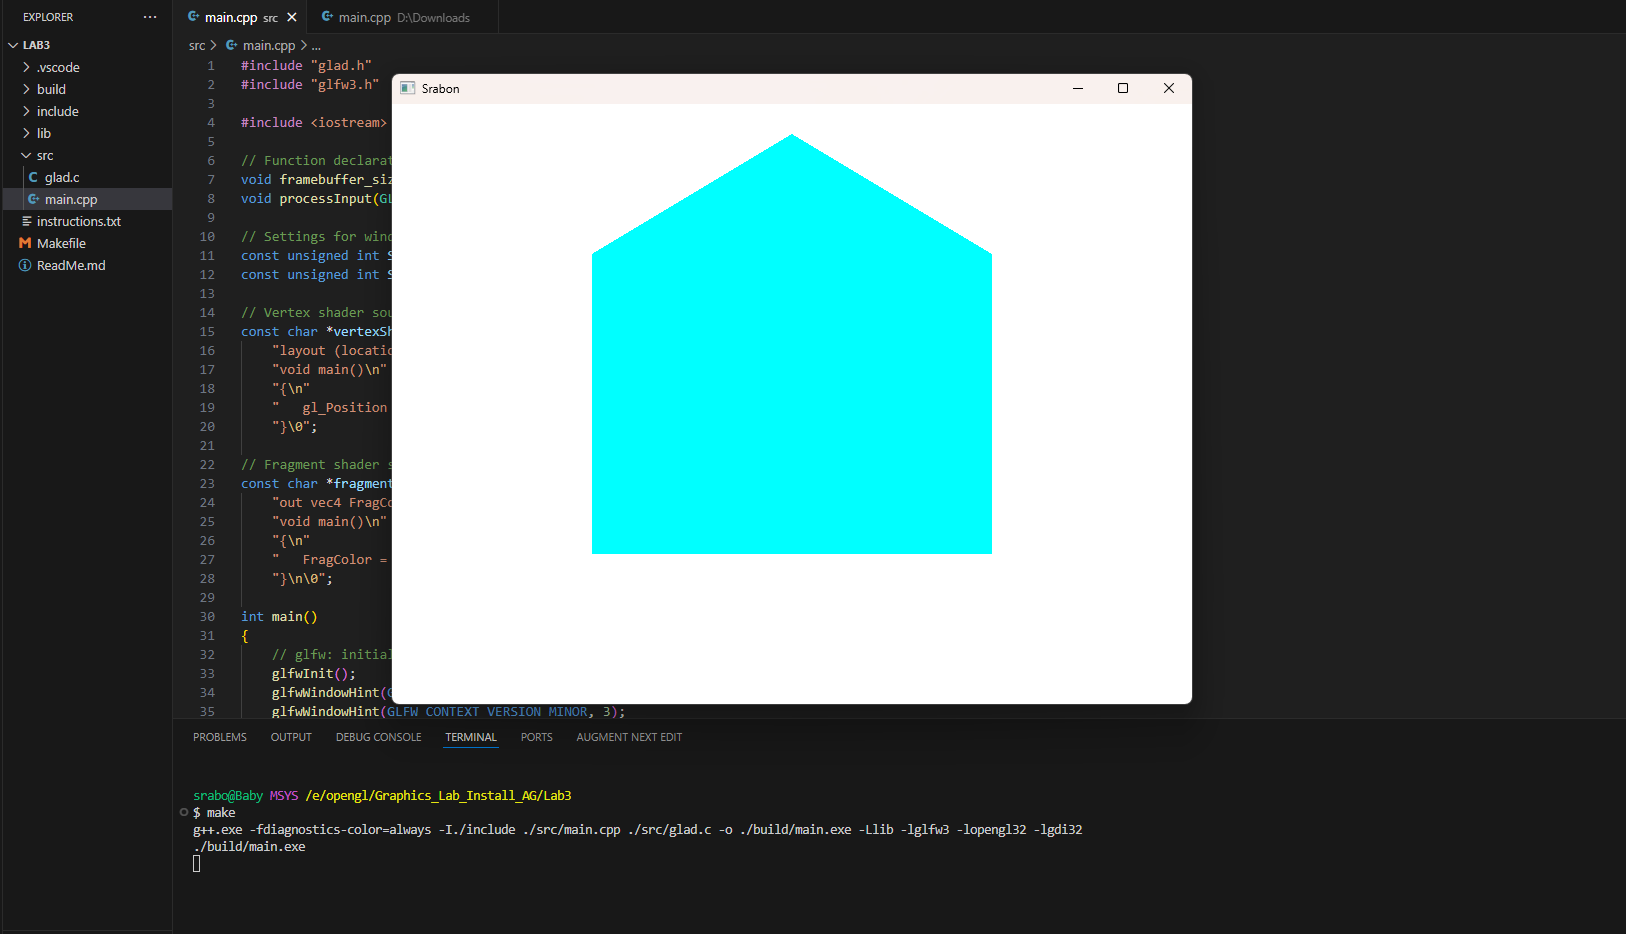 EXPLORER
LAB3
.vscode
build
include
lib
src
glad.c
main.cpp
instructions.txt
Makefile
ReadMe.md
main.cpp src
main.cpp D:\Downloads
src > main.cpp > ...
1 #include "glad.h"
2 #include "glfw3.h"
3
4 #include <iostream>
5
6 // Function declarat
7 void framebuffer_siz
8 void processInput(GL
9
10 // Settings for wind
11 const unsigned int S
12 const unsigned int S
13
14 // Vertex shader sou
15 const char *vertexSh
16 "layout (locatio
17 "void main()\n"
18 "{\n"
19 "   gl_Position
20 "}\0";
21
22 // Fragment shader s
23 const char *fragment
24 "out vec4 FragCo
25 "void main()\n"
26 "{\n"
27 "   FragColor =
28 "}\n\0";
29
30 int main()
31 {
32 // glfw: initial
33 glfwInit();
34 glfwWindowHint(G
35 glfwWindowHint(GLFW_CONTEXT_VERSION_MINOR, 3);
Srabon
PROBLEMS OUTPUT DEBUG CONSOLE TERMINAL PORTS AUGMENT NEXT EDIT
srabo@Baby MSYS /e/opengl/Graphics_Lab_Install_AG/Lab3
$ make
g++.exe -fdiagnostics-color=always -I./include ./src/main.cpp ./src/glad.c -o ./build/main.exe -Llib -lglfw3 -lopengl32 -lgdi32
./build/main.exe